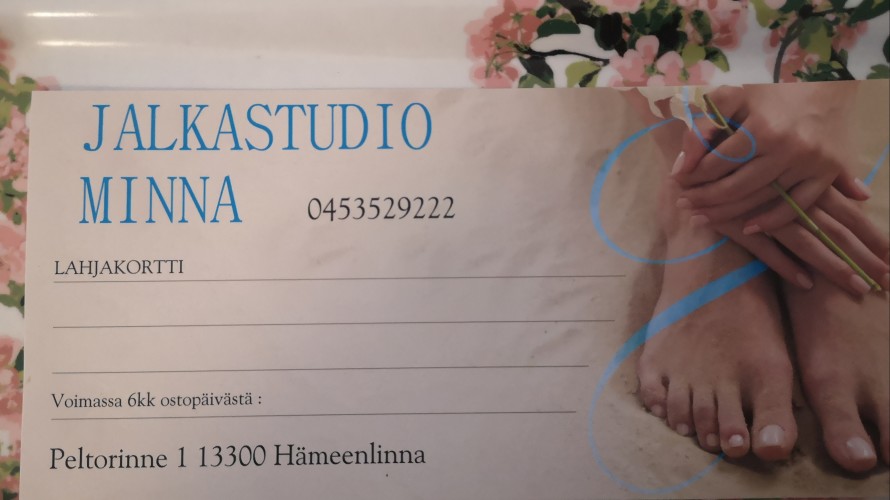 JALKASTUDIO
MINNA 0453529222
LAHJAKORTTI
Voimassa 6kk ostopäivästä :
Peltorinne 1 13300 Hämeenlinna